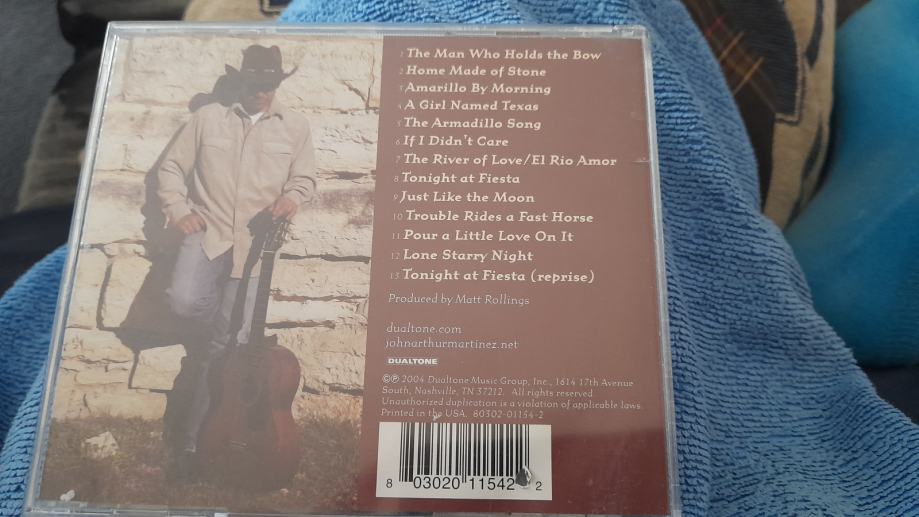 1 The Man Who Holds the Bow
2 Home Made of Stone
3 Amarillo By Morning
4 A Girl Named Texas
5 The Armadillo Song
6 If I Didn't Care
7 The River of Love/El Rio Amor
8 Tonight at Fiesta
9 Just Like the Moon
10 Trouble Rides a Fast Horse
11 Pour a Little Love On It
12 Lone Starry Night
13 Tonight at Fiesta (reprise)
Produced by Matt Rollings
dualtone.com
johnarthurmartinez.net
DUALTONE
©℗ 2004 Dualtone Music Group, Inc., 1614 17th Avenue
South, Nashville, TN 37212. All rights reserved.
Unauthorized duplication is a violation of applicable laws.
Printed in the USA. 80302-01154-2
8 03020 11542 2